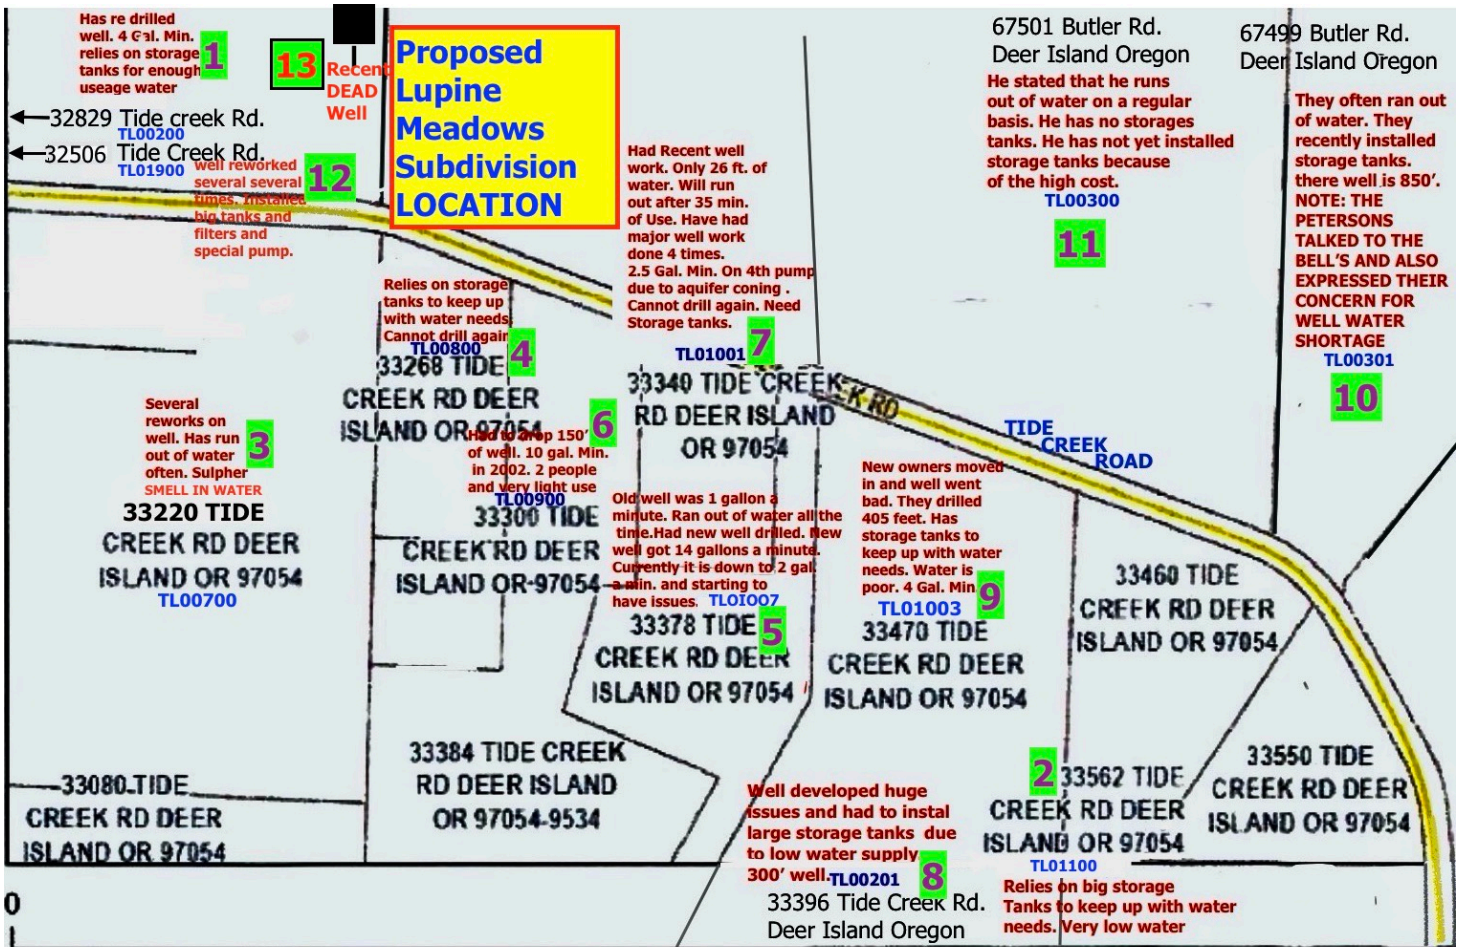 Has re drilled
well. 4 Gal. Min.
relies on storage
tanks for enough
useage water
1
32829 Tide creek Rd.
TL00200
32506 Tide Creek Rd.
TL01900
13
Recent
DEAD
Well
well reworked
several several
times. Installed
big tanks and
filters and
special pump.
12
Proposed
Lupine
Meadows
Subdivision
LOCATION
Had Recent well
work. Only 26 ft. of
water. Will run
out after 35 min.
of Use. Have had
major well work
done 4 times.
2.5 Gal. Min. On 4th pump
due to aquifer coning .
Cannot drill again. Need
Storage tanks.
TL01001
7
33340 TIDE CREEK
RD DEER ISLAND
OR 97054
67501 Butler Rd.
Deer Island Oregon
He stated that he runs
out of water on a regular
basis. He has no storages
tanks. He has not yet installed
storage tanks because
of the high cost.
TL00300
11
67499 Butler Rd.
Deer Island Oregon
They often ran out
of water. They
recently installed
storage tanks.
there well is 850’.
NOTE: THE
PETERSONS
TALKED TO THE
BELL’S AND ALSO
EXPRESSED THEIR
CONCERN FOR
WELL WATER
SHORTAGE
TL00301
10
Relies on storage
tanks to keep up
with water needs
Cannot drill again
TL00800
4
33268 TIDE
CREEK RD DEER
ISLAND OR 97054
Several
reworks on
well. Has run
out of water
often. Sulpher
SMELL IN WATER
3
33220 TIDE
CREEK RD DEER
ISLAND OR 97054
TL00700
Had to drop 150’
of well. 10 gal. Min.
in 2002. 2 people
and very light use
TL00900
6
33300 TIDE
CREEK RD DEER
ISLAND OR 97054
Old well was 1 gallon a
minute. Ran out of water all the
time.Had new well drilled. New
well got 14 gallons a minute.
Currently it is down to 2 gal
a min. and starting to
have issues.
TLOIOO7
5
33378 TIDE
CREEK RD DEER
ISLAND OR 97054
EK RD
TIDE
CREEK
ROAD
New owners moved
in and well went
bad. They drilled
405 feet. Has
storage tanks to
keep up with water
needs. Water is
poor. 4 Gal. Min
TL01003
9
33470 TIDE
CREEK RD DEER
ISLAND OR 97054
33460 TIDE
CREEK RD DEER
ISLAND OR 97054
33080 TIDE
CREEK RD DEER
ISLAND OR 97054
33384 TIDE CREEK
RD DEER ISLAND
OR 97054-9534
Well developed huge
issues and had to instal
large storage tanks due
to low water supply
300’ well.
TL00201
8
33396 Tide Creek Rd.
Deer Island Oregon
2
33562 TIDE
CREEK RD DEER
ISLAND OR 97054
TL01100
Relies on big storage
Tanks to keep up with water
needs. Very low water
33550 TIDE
CREEK RD DEER
ISLAND OR 97054
0